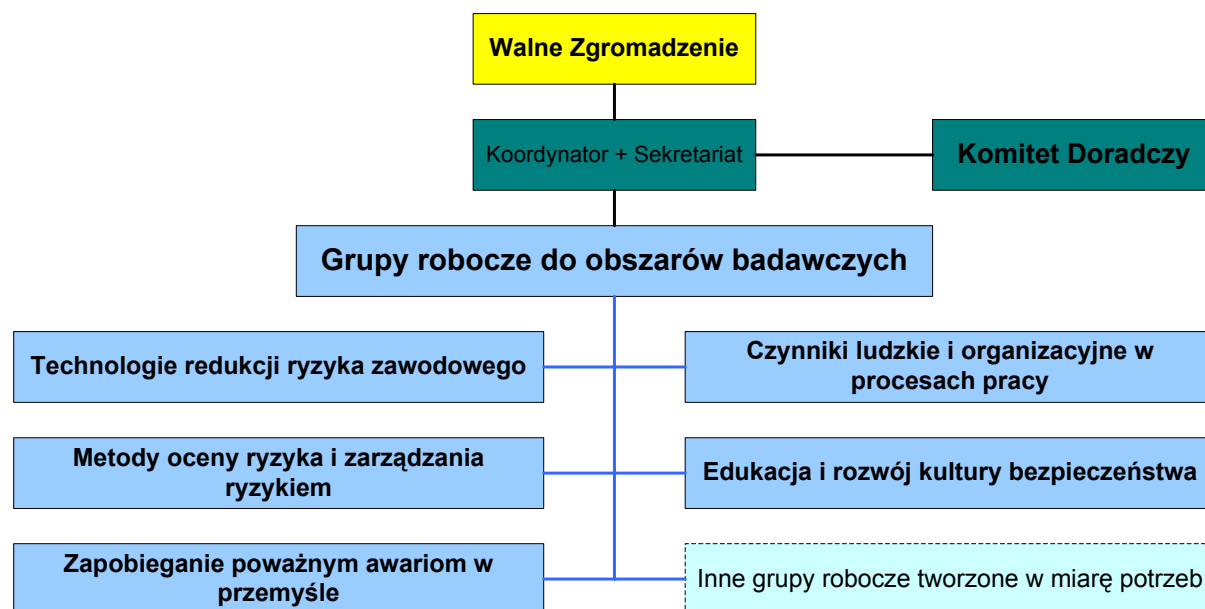 Walne Zgromadzenie
Koordynator + Sekretariat
Komitet Doradczy
Grupy robocze do obszarów badawczych
Technologie redukcji ryzyka zawodowego
Czynniki ludzkie i organizacyjne w
procesach pracy
Metody oceny ryzyka i zarządzania
ryzykiem
Edukacja i rozwój kultury bezpieczeństwa
Zapobieganie poważnym awariom w
przemyśle
Inne grupy robocze tworzone w miarę potrzeb